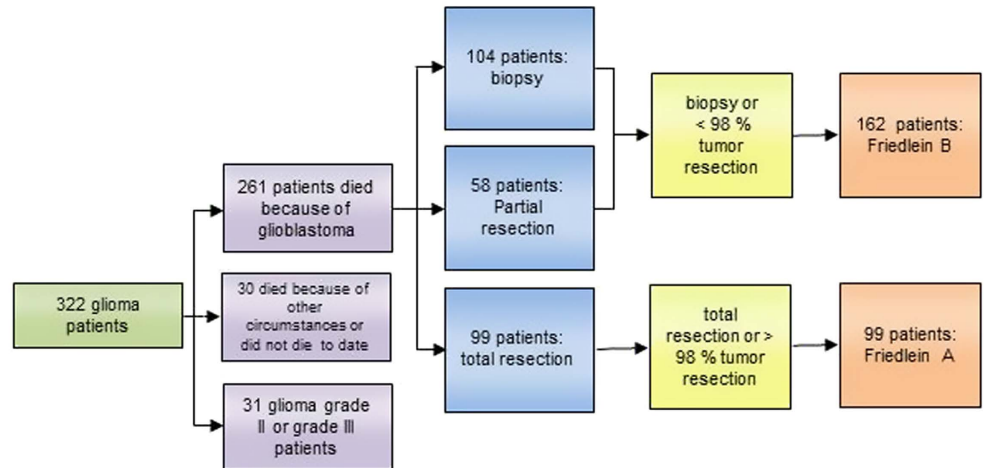 322 glioma
patients
261 patients died
because of
glioblastoma
30 died because of
other
circumstances or
did not die to date
31 glioma grade
II or grade III
patients
104 patients:
biopsy
58 patients:
Partial
resection
99 patients:
total resection
biopsy or
< 98 %
tumor
resection
total
resection or >
98 % tumor
resection
162 patients:
Friedlein B
99 patients:
Friedlein A